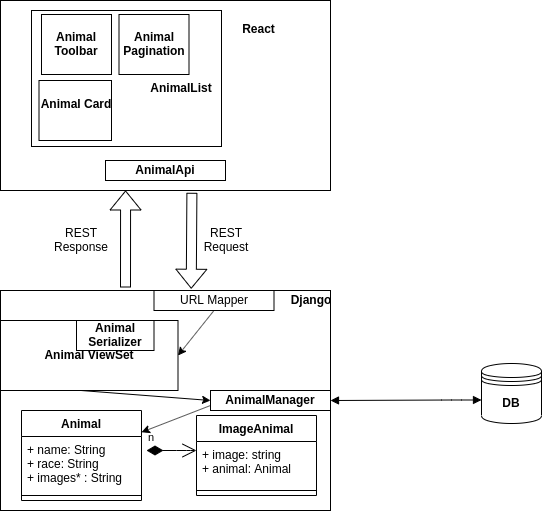 React
Animal
Toolbar
Animal
Pagination
AnimalList
Animal Card
AnimalApi
REST
Response
REST
Request
URL Mapper
Django
Animal
Serializer
Animal ViewSet
AnimalManager
DB
Animal
+ name: String
+ race: String
+ images* : String
n
ImageAnimal
+ image: string
+ animal: Animal